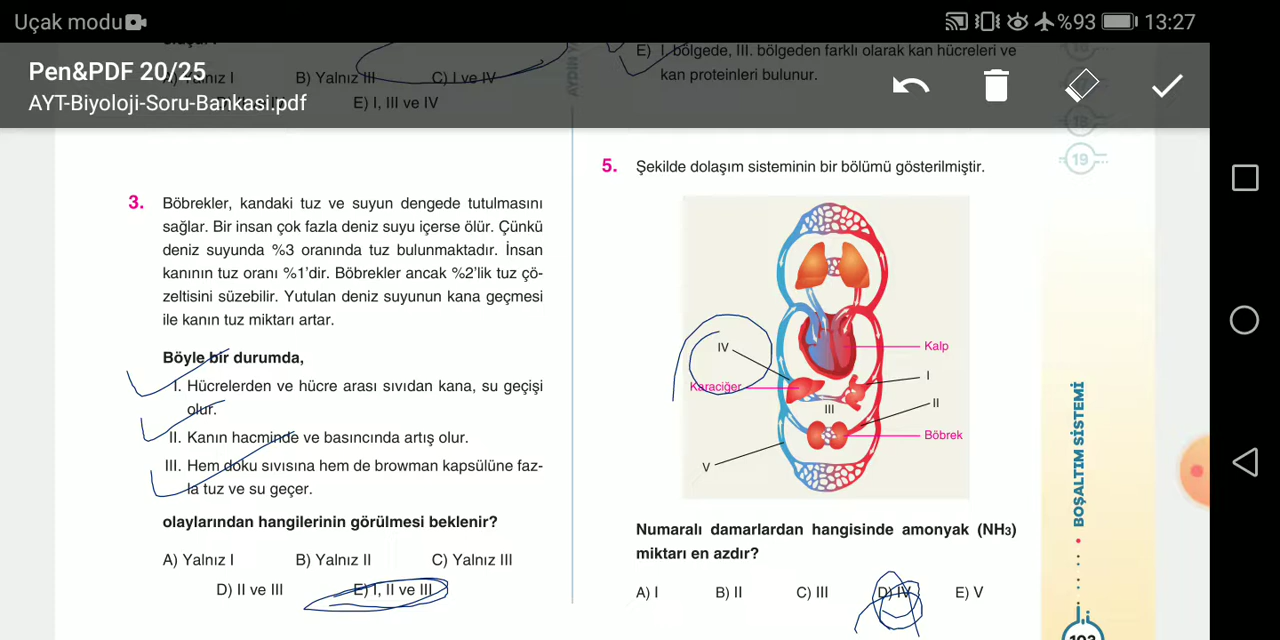 Uçak modu
%93 13:27
Pen&PDF 20/25
AYT-Biyoloji-Soru-Bankasi.pdf
A) Yalnız I B) Yalnız III C) I ve IV
E) I, III ve IV
AYDIN
E) I. bölgede, III. bölgeden farklı olarak kan hücreleri ve
kan proteinleri bulunur.
18
19
3. Böbrekler, kandaki tuz ve suyun dengede tutulmasını
sağlar. Bir insan çok fazla deniz suyu içerse ölür. Çünkü
deniz suyunda %3 oranında tuz bulunmaktadır. İnsan
kanının tuz oranı %1'dir. Böbrekler ancak %2'lik tuz çö-
zeltisini süzebilir. Yutulan deniz suyunun kana geçmesi
ile kanın tuz miktarı artar.
Böyle bir durumda,
I. Hücrelerden ve hücre arası sıvıdan kana, su geçişi
olur.
II. Kanın hacminde ve basıncında artış olur.
III. Hem doku sıvısına hem de browman kapsülüne faz-
la tuz ve su geçer.
olaylarından hangilerinin görülmesi beklenir?
A) Yalnız I B) Yalnız II C) Yalnız III
D) II ve III E) I, II ve III
5. Şekilde dolaşım sisteminin bir bölümü gösterilmiştir.
IV
Kalp
Karaciğer
I
III
II
Böbrek
V
Numaralı damarlardan hangisinde amonyak (NH3)
miktarı en azdır?
A) I B) II C) III D) IV E) V
BOŞALTIM SİSTEMİ